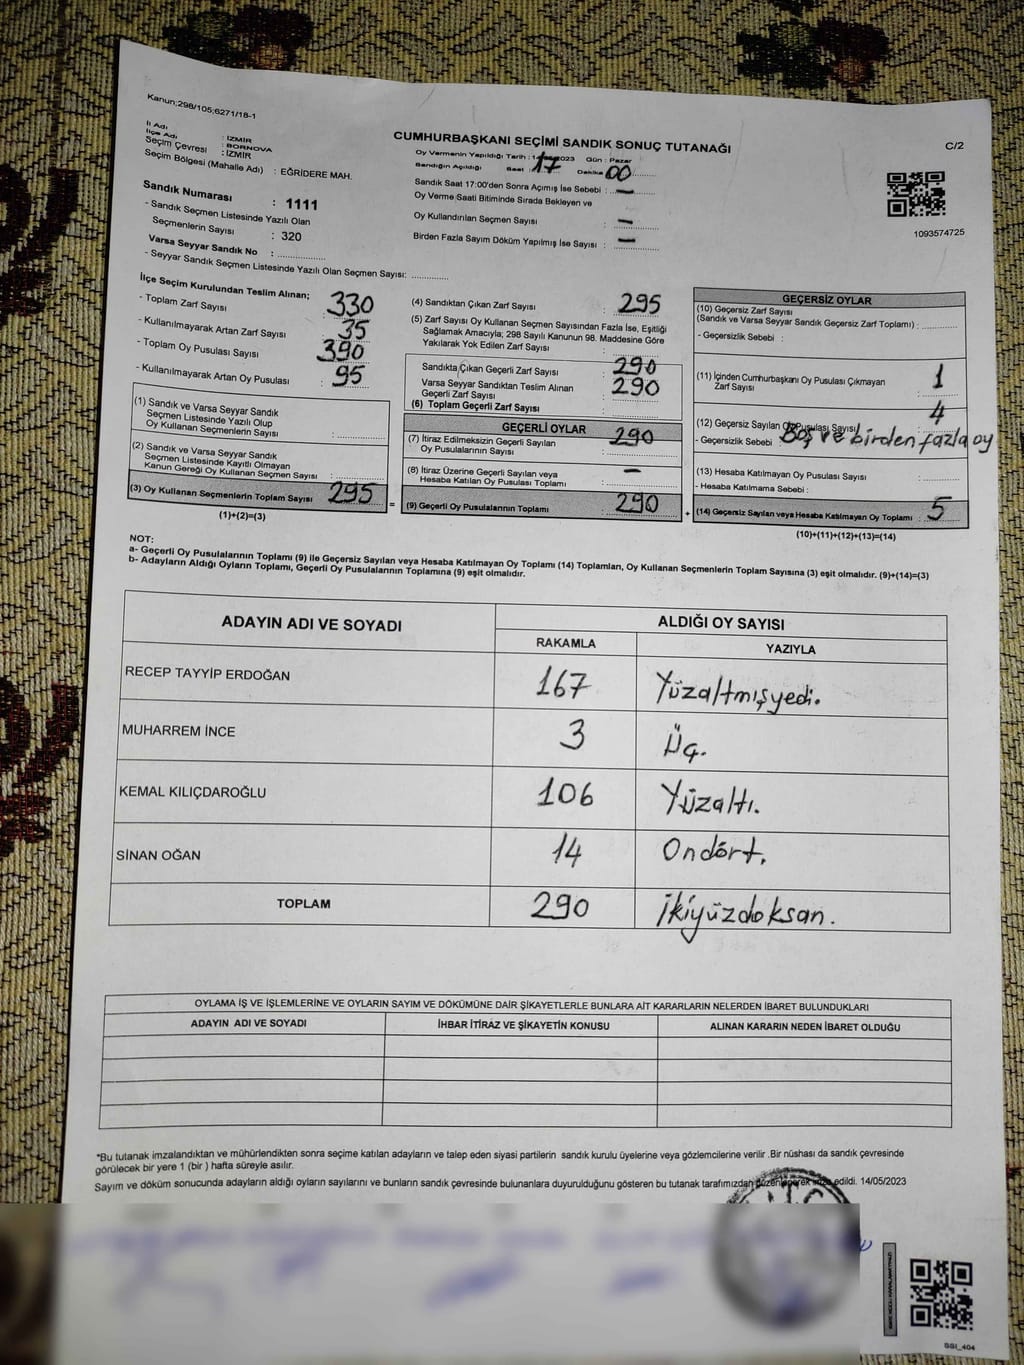 Kanun;298/105;6271/18-1
CUMHURBAŞKANI SEÇİMİ SANDIK SONUÇ TUTANAĞI
C/2
İl Adı : İZMİR
İlçe Adı : BORNOVA
Seçim Çevresi : İZMİR
Seçim Bölgesi (Mahalle Adı) : EĞRİDERE MAH.
Oy Vermenin Yapıldığı Tarih : 14 2023 Gün : Pazar
Sandığın Açıldığı Saat : 17 Dakika : 00
Sandık Saat 17:00'den Sonra Açımış İse Sebebi : —
Oy Verme Saati Bitiminde Sırada Bekleyen ve
Oy Kullandırılan Seçmen Sayısı : —
Birden Fazla Sayım Döküm Yapılmış İse Sayısı : —
1093574725
Sandık Numarası : 1111
- Sandık Seçmen Listesinde Yazılı Olan
Seçmenlerin Sayısı : 320
Varsa Seyyar Sandık No : ..............
- Seyyar Sandık Seçmen Listesinde Yazılı Olan Seçmen Sayısı: ............
İlçe Seçim Kurulundan Teslim Alınan;
- Toplam Zarf Sayısı : 330
- Kullanılmayarak Artan Zarf Sayısı : 35
- Toplam Oy Pusulası Sayısı : 390
- Kullanılmayarak Artan Oy Pusulası : 95
(1) Sandık ve Varsa Seyyar Sandık
Seçmen Listesinde Yazılı Olup
Oy Kullanan Seçmenlerin Sayısı :
(2) Sandık ve Varsa Seyyar Sandık
Seçmen Listesinde Kayıtlı Olmayan
Kanun Gereği Oy Kullanan Seçmen Sayısı :
(3) Oy Kullanan Seçmenlerin Toplam Sayısı : 295
(1)+(2)=(3)
=
(4) Sandıktan Çıkan Zarf Sayısı : 295
(5) Zarf Sayısı Oy Kullanan Seçmen Sayısından Fazla İse, Eşitliği
Sağlamak Amacıyla; 298 Sayılı Kanunun 98. Maddesine Göre
Yakılarak Yok Edilen Zarf Sayısı :
Sandıkta Çıkan Geçerli Zarf Sayısı : 290
Varsa Seyyar Sandıktan Teslim Alınan
Geçerli Zarf Sayısı : 290
(6) Toplam Geçerli Zarf Sayısı :
GEÇERLİ OYLAR
(7) İtiraz Edilmeksizin Geçerli Sayılan
Oy Pusulasının Sayısı : 290
(8) İtiraz Üzerine Geçerli Sayılan veya
Hesaba Katılan Oy Pusulası Toplamı : —
(9) Geçerli Oy Pusulalarının Toplamı : 290
+
GEÇERSİZ OYLAR
(10) Geçersiz Zarf Sayısı
(Sandık ve Varsa Seyyar Sandık Geçersiz Zarf Toplamı) :
- Geçersizlik Sebebi :
(11) İçinden Cumhurbaşkanı Oy Pusulası Çıkmayan
Zarf Sayısı : 1
(12) Geçersiz Sayılan Oy Pusulası Sayısı : 4
- Geçersizlik Sebebi Boş ve birden fazla oy
(13) Hesaba Katılmayan Oy Pusulası Sayısı :
- Hesaba Katılmama Sebebi :
(14) Geçersiz Sayılan veya Hesaba Katılmayan Oy Toplamı : 5
(10)+(11)+(12)+(13)=(14)
NOT:
a- Geçerli Oy Pusulalarının Toplamı (9) ile Geçersiz Sayılan veya Hesaba Katılmayan Oy Toplamı (14) Toplamları, Oy Kullanan Seçmenlerin Toplam Sayısına (3) eşit olmalıdır. (9)+(14)=(3)
b- Adayların Aldığı Oyların Toplamı, Geçerli Oy Pusulalarının Toplamına (9) eşit olmalıdır.
ADAYIN ADI VE SOYADI
ALDIĞI OY SAYISI
RAKAMLA YAZIYLA
RECEP TAYYİP ERDOĞAN 167 Yüzaltmışyedi.
MUHARREM İNCE 3 Üç.
KEMAL KILIÇDAROĞLU 106 Yüzaltı.
SİNAN OĞAN 14 Ondört.
TOPLAM 290 İkiyüzdoksan.
OYLAMA İŞ VE İŞLEMLERİNE VE OYLARIN SAYIM VE DÖKÜMÜNE DAİR ŞİKAYETLERLE BUNLARA AİT KARARLARIN NELERDEN İBARET BULUNDUKLARI
ADAYIN ADI VE SOYADI İHBAR İTİRAZ VE ŞİKAYETİN KONUSU ALINAN KARARIN NEDEN İBARET OLDUĞU
*Bu tutanak imzalandıktan ve mühürlendikten sonra seçime katılan adayların ve talep eden siyasi partilerin sandık kurulu üyelerine veya gözlemcilerine verilir .Bir nüshası da sandık çevresinde
görülecek bir yere 1 (bir ) hafta süreyle asılır.
Sayım ve döküm sonucunda adayların aldığı oyların sayılarını ve bunların sandık çevresinde bulunanlara duyurulduğunu gösteren bu tutanak tarafımızdan düzenlenerek imza edildi. 14/05/2023
SSI_404